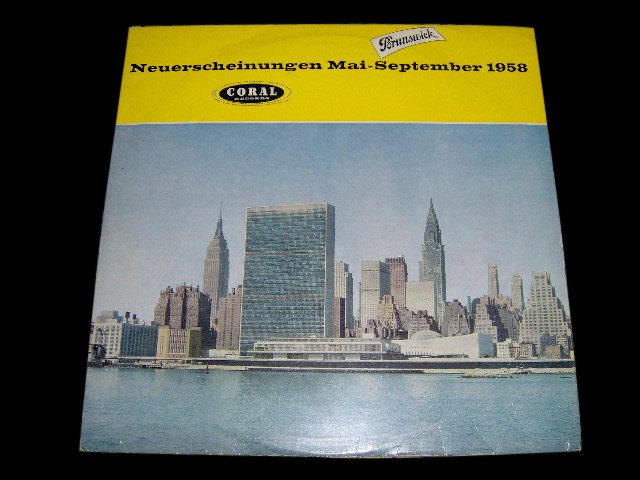 Brunswick
Neuerscheinungen Mai-September 1958
CORAL
RECORDS